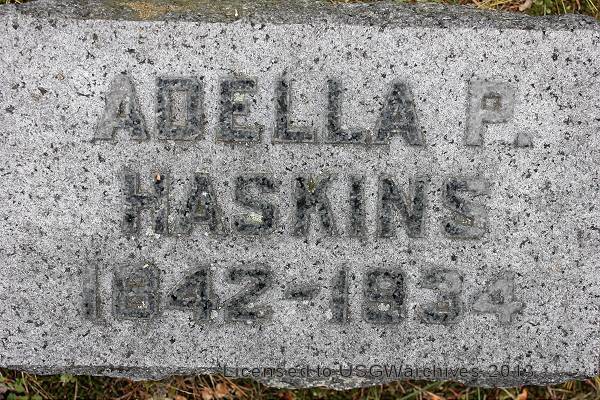 ADELLA P.
HASKINS
1842-1934
Licensed to USGWarchives 2013